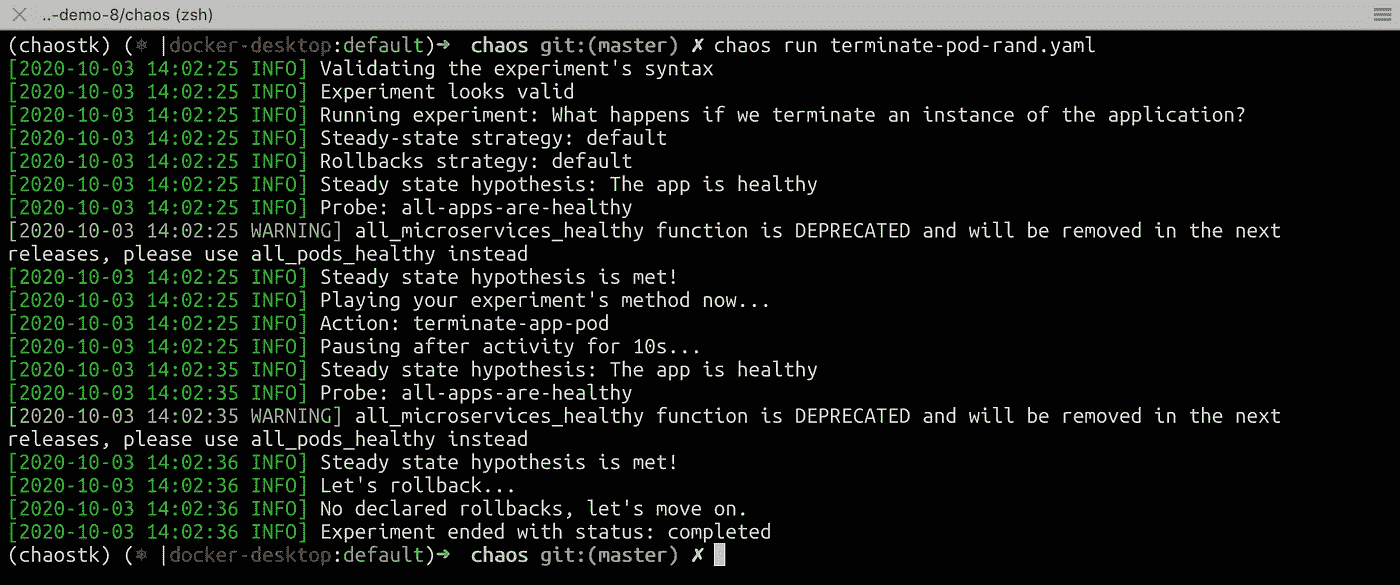 ..-demo-8/chaos (zsh)
(chaostk) (⎈ |docker-desktop:default)➜  chaos git:(master) ✗ chaos run terminate-pod-rand.yaml
[2020-10-03 14:02:25 INFO] Validating the experiment's syntax
[2020-10-03 14:02:25 INFO] Experiment looks valid
[2020-10-03 14:02:25 INFO] Running experiment: What happens if we terminate an instance of the application?
[2020-10-03 14:02:25 INFO] Steady-state strategy: default
[2020-10-03 14:02:25 INFO] Rollbacks strategy: default
[2020-10-03 14:02:25 INFO] Steady state hypothesis: The app is healthy
[2020-10-03 14:02:25 INFO] Probe: all-apps-are-healthy
[2020-10-03 14:02:25 WARNING] all_microservices_healthy function is DEPRECATED and will be removed in the next
releases, please use all_pods_healthy instead
[2020-10-03 14:02:25 INFO] Steady state hypothesis is met!
[2020-10-03 14:02:25 INFO] Playing your experiment's method now...
[2020-10-03 14:02:25 INFO] Action: terminate-app-pod
[2020-10-03 14:02:25 INFO] Pausing after activity for 10s...
[2020-10-03 14:02:35 INFO] Steady state hypothesis: The app is healthy
[2020-10-03 14:02:35 INFO] Probe: all-apps-are-healthy
[2020-10-03 14:02:35 WARNING] all_microservices_healthy function is DEPRECATED and will be removed in the next
releases, please use all_pods_healthy instead
[2020-10-03 14:02:36 INFO] Steady state hypothesis is met!
[2020-10-03 14:02:36 INFO] Let's rollback...
[2020-10-03 14:02:36 INFO] No declared rollbacks, let's move on.
[2020-10-03 14:02:36 INFO] Experiment ended with status: completed
(chaostk) (⎈ |docker-desktop:default)➜  chaos git:(master) ✗